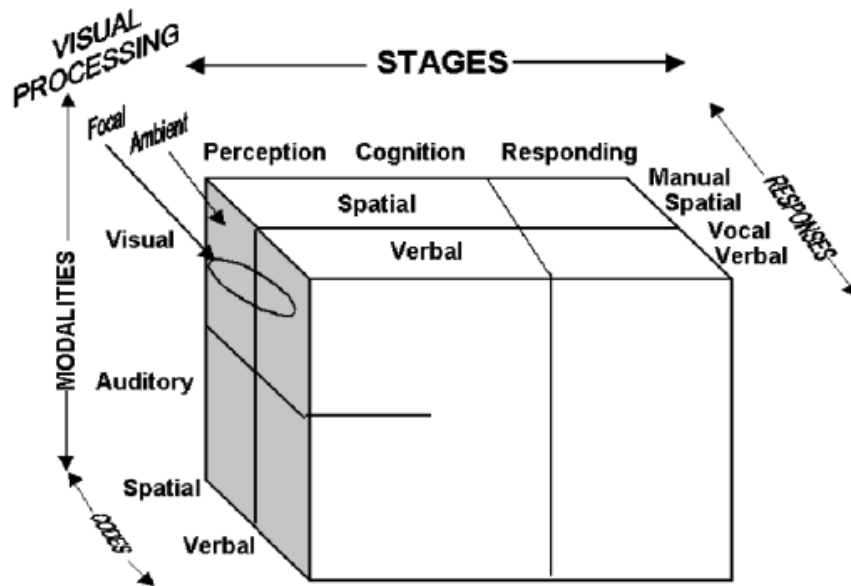 VISUAL
PROCESSING
STAGES
Focal
Ambient
Perception Cognition Responding
Manual
Spatial
Vocal
Verbal
RESPONSES
Spatial
Verbal
Visual
MODALITIES
Auditory
Spatial
Verbal
CODES